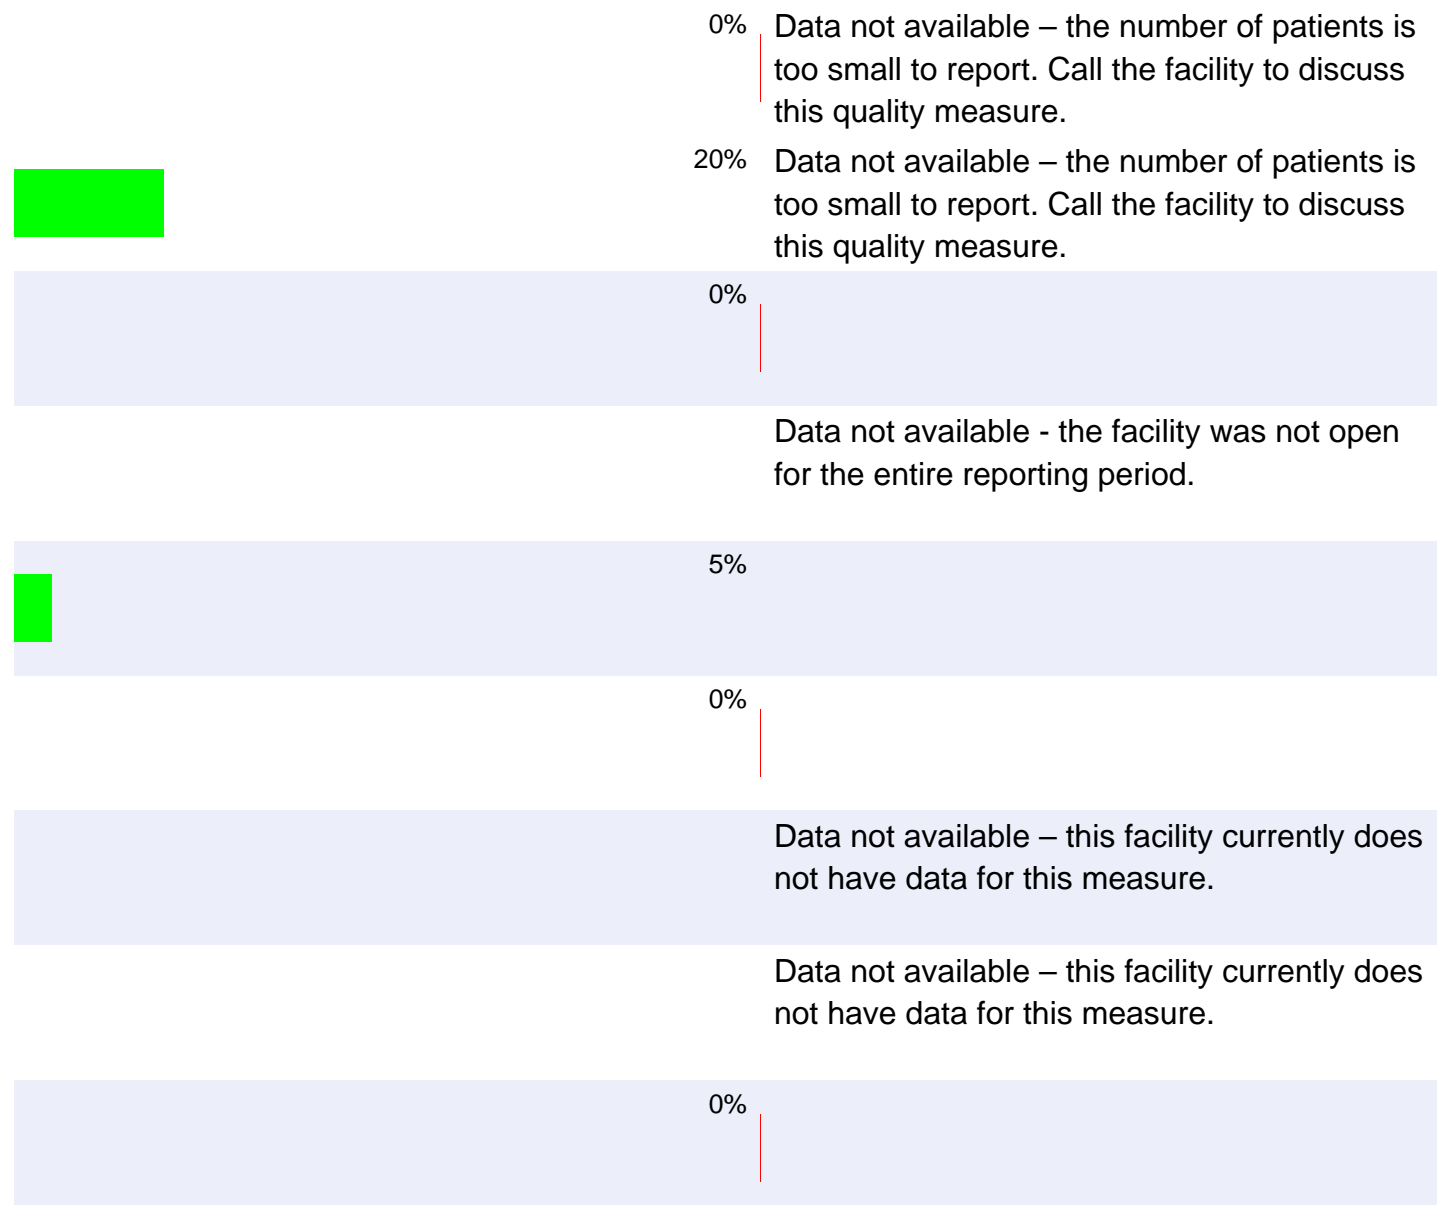 0% Data not available – the number of patients is
too small to report. Call the facility to discuss
this quality measure.
20% Data not available – the number of patients is
too small to report. Call the facility to discuss
this quality measure.
0%
Data not available - the facility was not open
for the entire reporting period.
5%
0%
Data not available – this facility currently does
not have data for this measure.
Data not available – this facility currently does
not have data for this measure.
0%